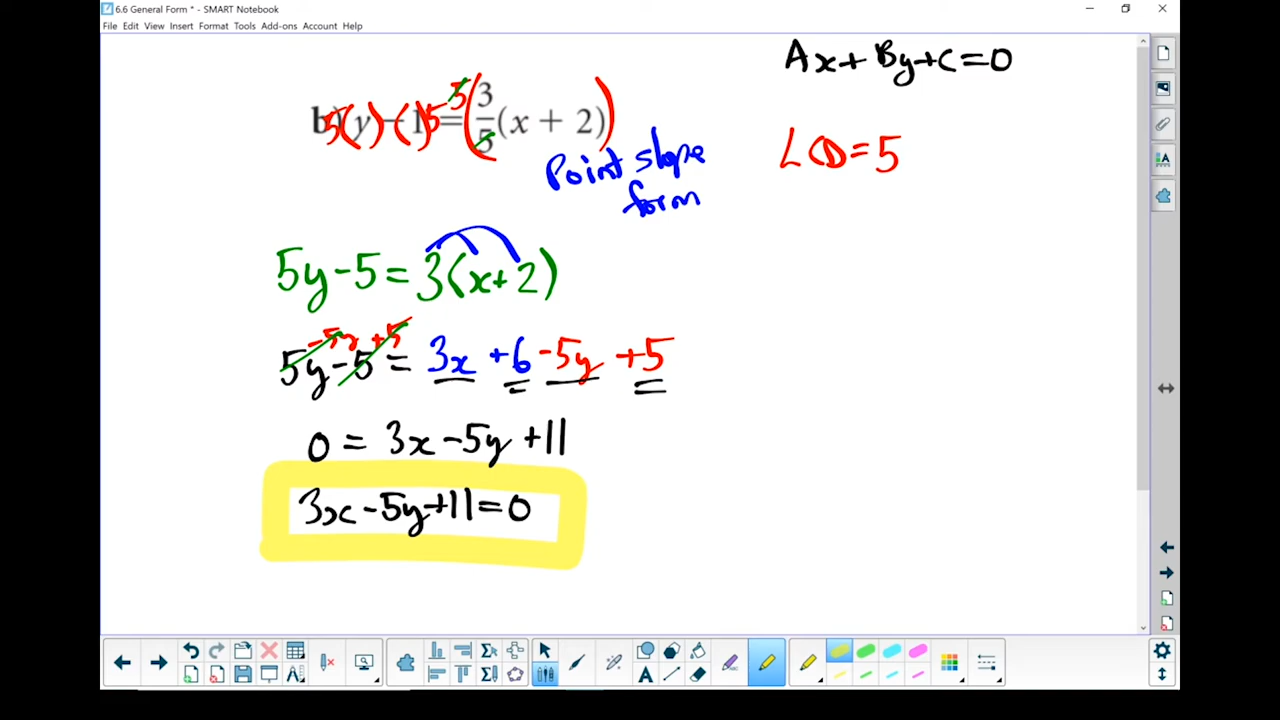 6.6 General Form * - SMART Notebook
File Edit View Insert Format Tools Add-ons Account Help
Ax + By + C = 0
b) 5(y) - (1)5 = 5(3/5(x + 2))
LCD = 5
Point slope
form
5y - 5 = 3(x + 2)
-5y +5
5y - 5 = 3x + 6 - 5y + 5
0 = 3x - 5y + 11
3x - 5y + 11 = 0